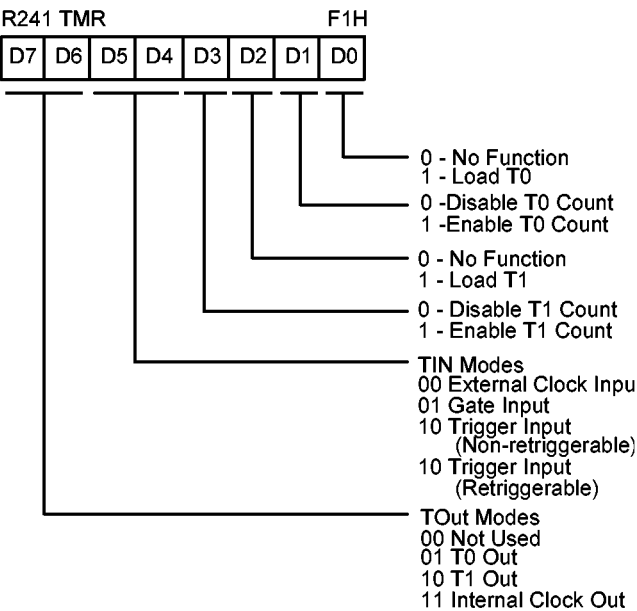 R241 TMR F1H
D7 D6 D5 D4 D3 D2 D1 D0
0 - No Function
1 - Load T0
0 -Disable T0 Count
1 -Enable T0 Count
0 - No Function
1 - Load T1
0 - Disable T1 Count
1 - Enable T1 Count
TIN Modes
00 External Clock Inpu
01 Gate Input
10 Trigger Input
(Non-retriggerable)
10 Trigger Input
(Retriggerable)
TOut Modes
00 Not Used
01 T0 Out
10 T1 Out
11 Internal Clock Out